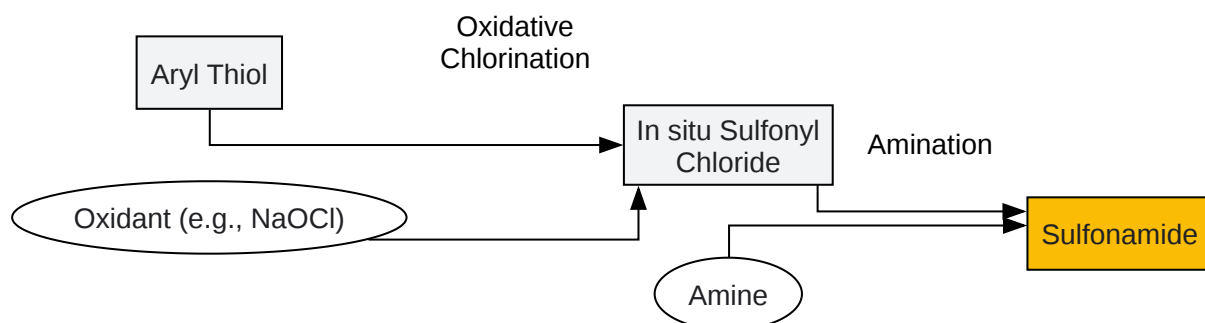 Oxidative
Chlorination
Aryl Thiol
In situ Sulfonyl
Chloride
Amination
Oxidant (e.g., NaOCl)
Sulfonamide
Amine